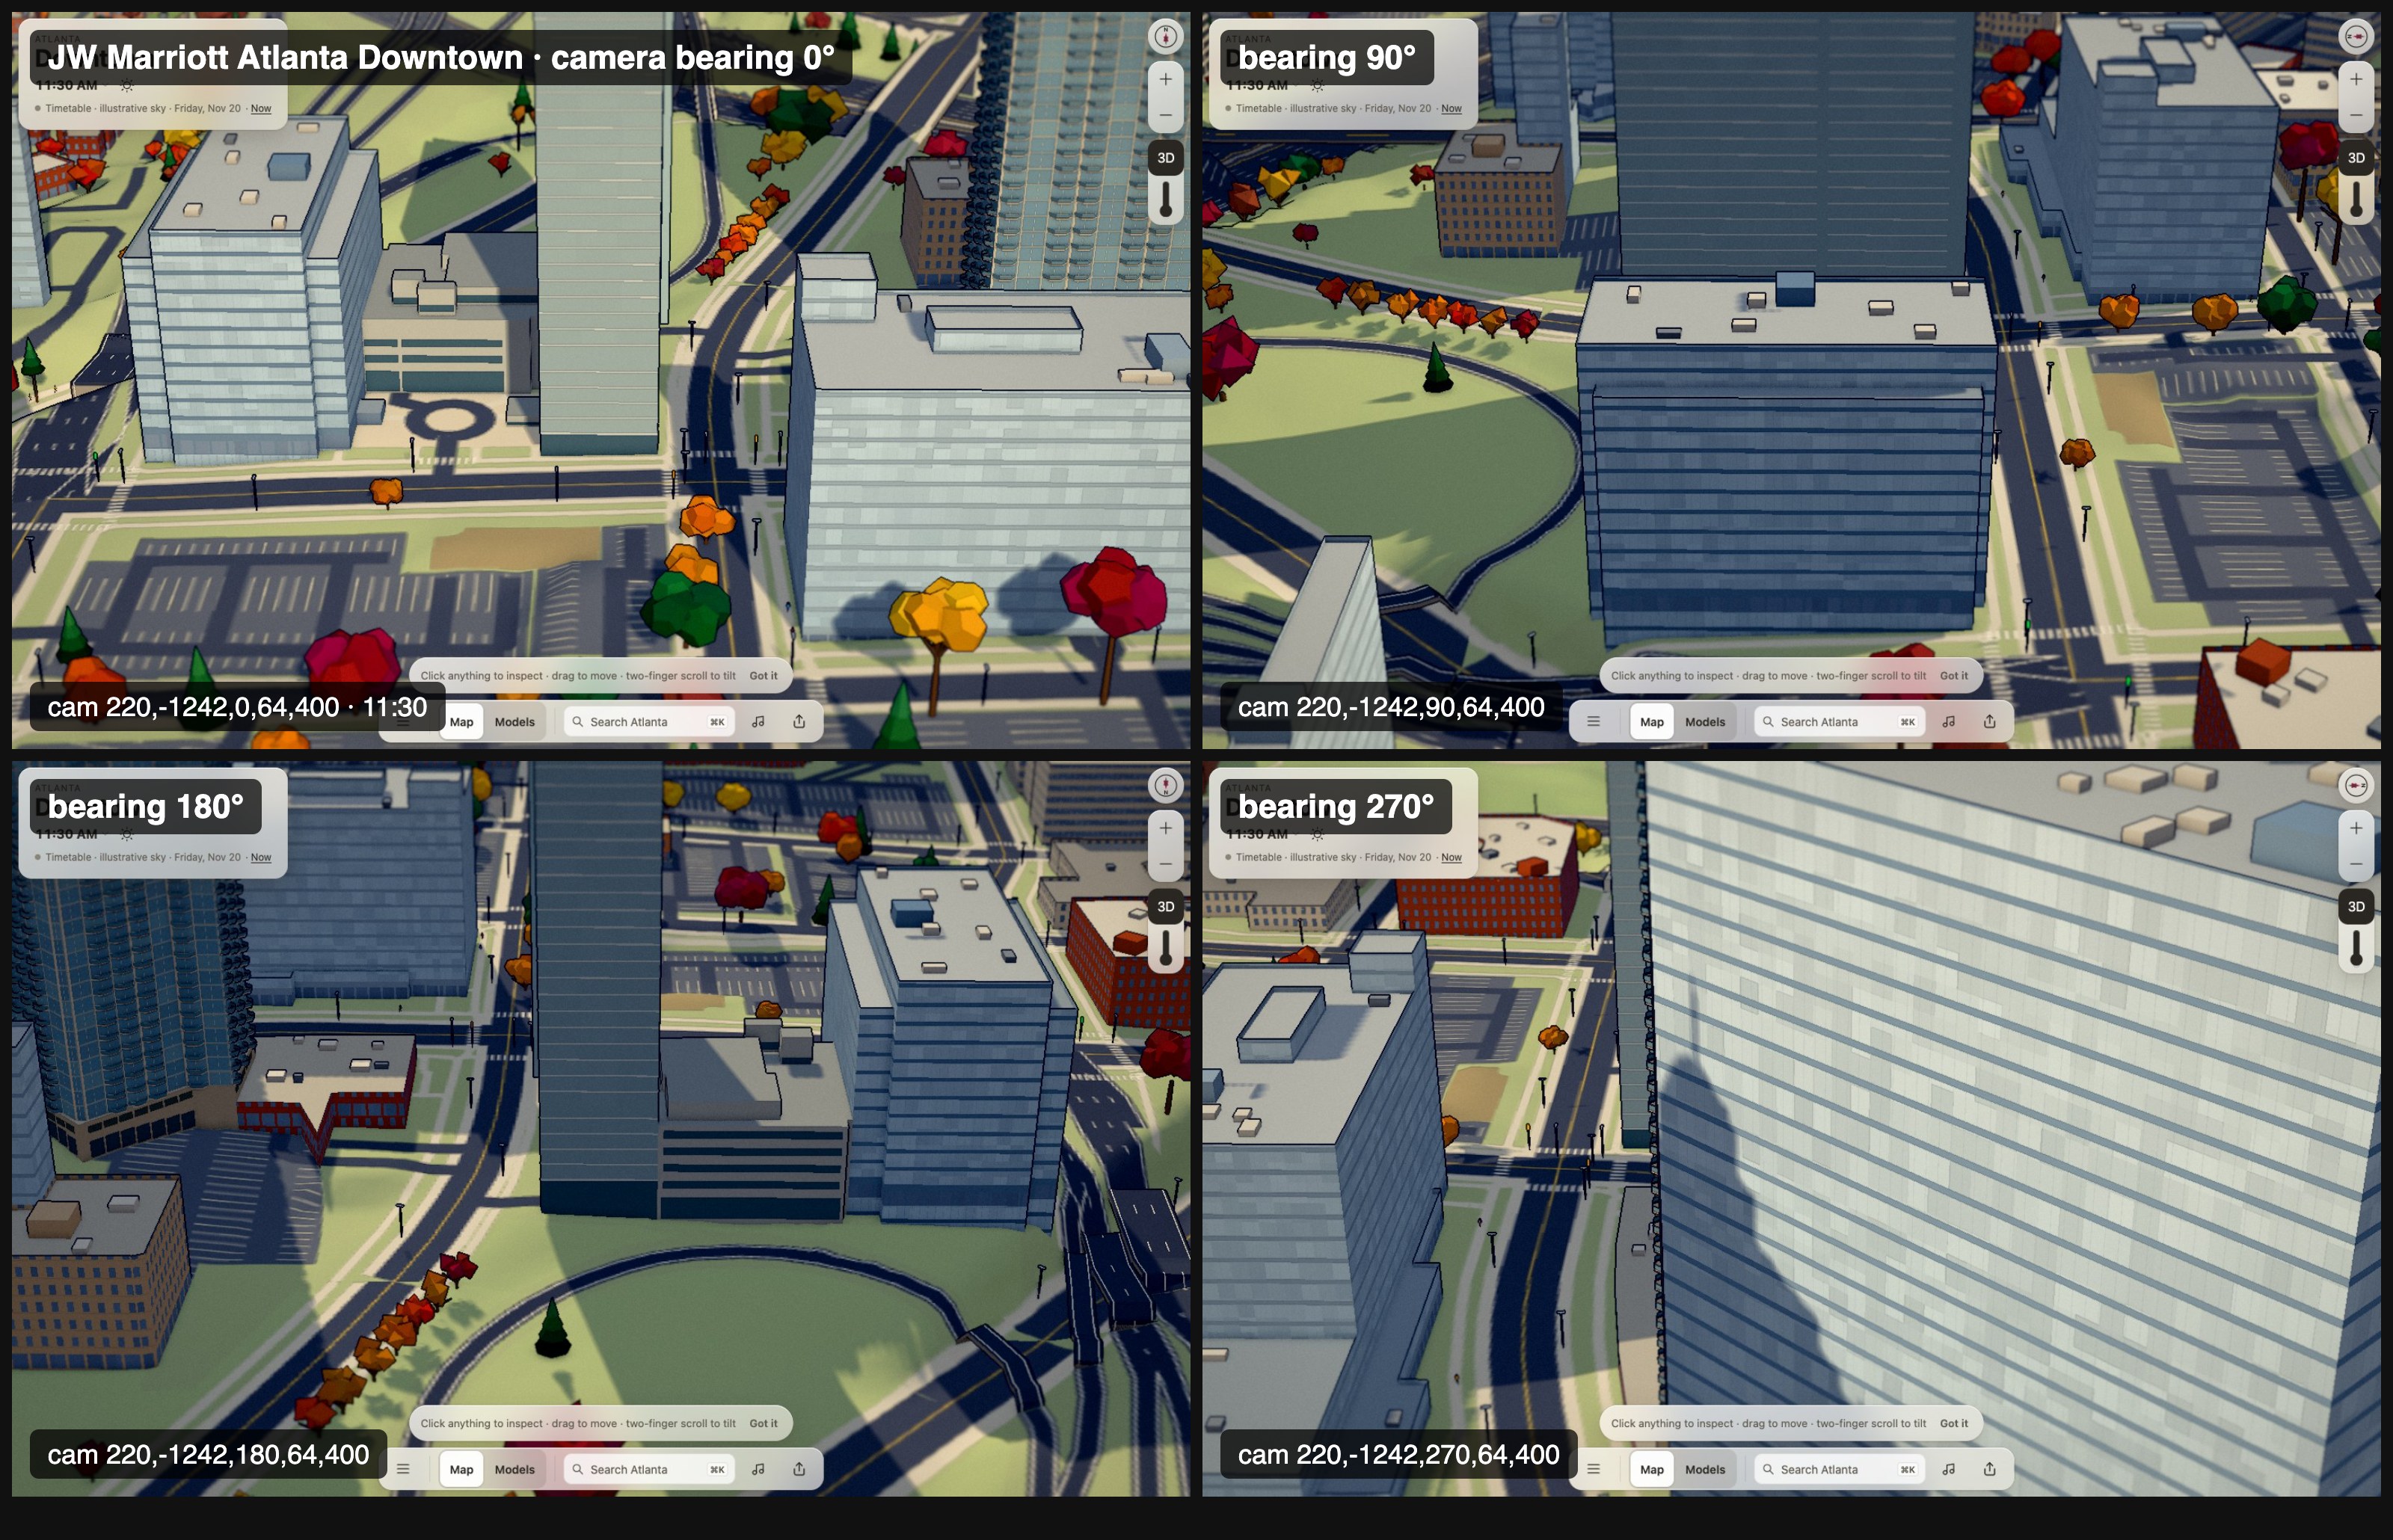 JW Marriott Atlanta Downtown · camera bearing 0°
ATLANTA
11:30 AM
Timetable · illustrative sky · Friday, Nov 20 · Now
N
+
−
3D
Click anything to inspect · drag to move · two-finger scroll to tilt Got it
cam 220,-1242,0,64,400 · 11:30
Map Models Search Atlanta ⌘K
bearing 90°
ATLANTA
11:30 AM
Timetable · illustrative sky · Friday, Nov 20 · Now
N
+
−
3D
Click anything to inspect · drag to move · two-finger scroll to tilt Got it
cam 220,-1242,90,64,400
Map Models Search Atlanta ⌘K
bearing 180°
ATLANTA
11:30 AM
Timetable · illustrative sky · Friday, Nov 20 · Now
N
+
−
3D
Click anything to inspect · drag to move · two-finger scroll to tilt Got it
cam 220,-1242,180,64,400
Map Models Search Atlanta ⌘K
bearing 270°
ATLANTA
11:30 AM
Timetable · illustrative sky · Friday, Nov 20 · Now
N
+
−
3D
Click anything to inspect · drag to move · two-finger scroll to tilt Got it
cam 220,-1242,270,64,400
Map Models Search Atlanta ⌘K